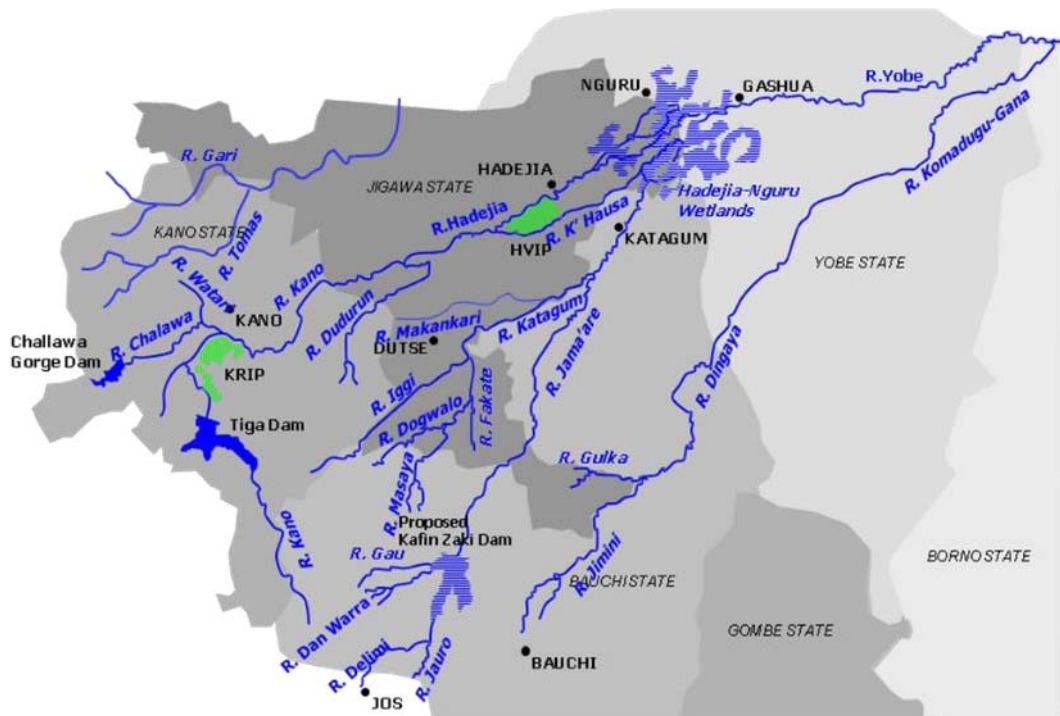 R.Yobe
NGURU
GASHUA
R. Gari
HADEJIA
R. Komadugu-Gana
JIGAWA STATE
Hadejia-Nguru
Wetlands
R.Hadejia
R. K' Hausa
KANO STATE
R. Tomas
HVIP
KATAGUM
YOBE STATE
R. Watari
R. Kano
KANO
R. Dudurun
R. Makankari
R. Katagum
Challawa
Gorge Dam
R. Chalawa
DUTSE
R. Jama'are
R. Dingaya
KRIP
R. Iggi
R. Fakate
R. Dogwalo
Tiga Dam
R. Gulka
R. Masaya
Proposed
Kafin Zaki Dam
R. Kano
R. Gau
R. Jimini
BORNO STATE
BAUCHI STATE
R. Dan Warra
GOMBE STATE
R. Delimi
R. Jauro
BAUCHI
JOS